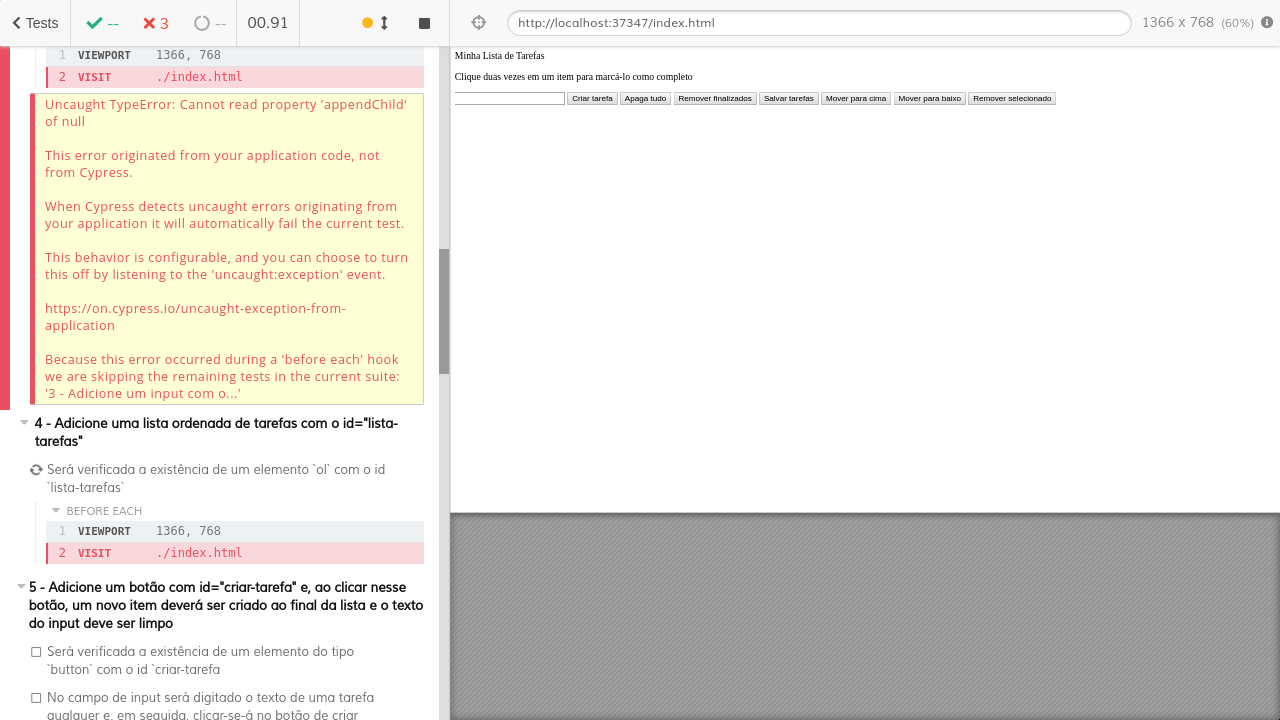 Tests -- 3 -- 00.91
http://localhost:37347/index.html 1366 x 768 (60%)
1 VIEWPORT 1366, 768
2 VISIT ./index.html
Uncaught TypeError: Cannot read property 'appendChild'
of null
This error originated from your application code, not
from Cypress.
When Cypress detects uncaught errors originating from
your application it will automatically fail the current test.
This behavior is configurable, and you can choose to turn
this off by listening to the 'uncaught:exception' event.
https://on.cypress.io/uncaught-exception-from-
application
Because this error occurred during a 'before each' hook
we are skipping the remaining tests in the current suite:
'3 - Adicione um input com o...'
4 - Adicione uma lista ordenada de tarefas com o id="lista-
tarefas"
Será verificada a existência de um elemento `ol` com o id
`lista-tarefas`
BEFORE EACH
1 VIEWPORT 1366, 768
2 VISIT ./index.html
5 - Adicione um botão com id="criar-tarefa" e, ao clicar nesse
botão, um novo item deverá ser criado ao final da lista e o texto
do input deve ser limpo
Será verificada a existência de um elemento do tipo
`button` com o id `criar-tarefa
No campo de input será digitado o texto de uma tarefa
qualquer e, em seguida, clicar-se-á no botão de criar
Minha Lista de Tarefas
Clique duas vezes em um item para marcá-lo como completo
Criar tarefa Apaga tudo Remover finalizados Salvar tarefas Mover para cima Mover para baixo Remover selecionado